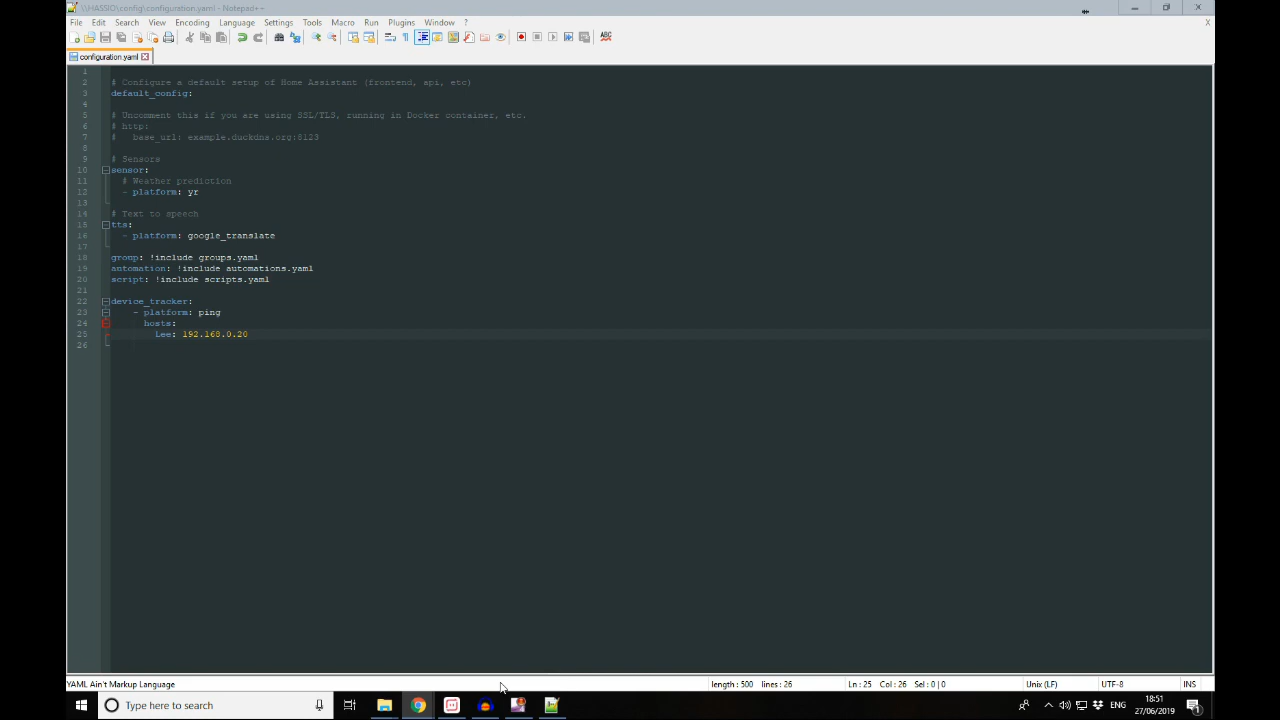 \\HASSIO\config\configuration.yaml - Notepad++
File Edit Search View Encoding Language Settings Tools Macro Run Plugins Window ? X
configuration.yaml
1
2 # Configure a default setup of Home Assistant (frontend, api, etc)
3 default_config:
4
5 # Uncomment this if you are using SSL/TLS, running in Docker container, etc.
6 # http:
7 #   base_url: example.duckdns.org:8123
8
9 # Sensors
10 sensor:
11   # Weather prediction
12   - platform: yr
13
14 # Text to speech
15 tts:
16   - platform: google_translate
17
18 group: !include groups.yaml
19 automation: !include automations.yaml
20 script: !include scripts.yaml
21
22 device_tracker:
23     - platform: ping
24       hosts:
25         Lee: 192.168.0.20
26
YAML Ain't Markup Language length : 500 lines : 26 Ln : 25 Col : 26 Sel : 0 | 0 Unix (LF) UTF-8 INS
Type here to search ENG 18:51
27/06/2019